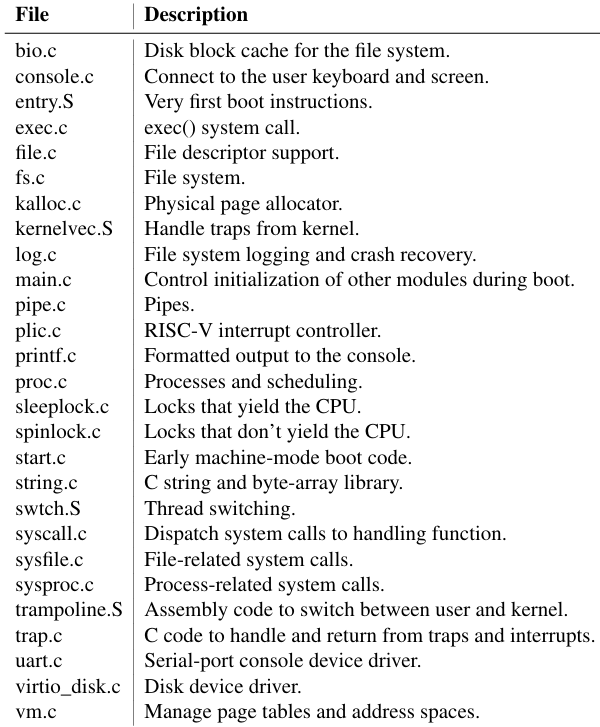 File Description
bio.c Disk block cache for the file system.
console.c Connect to the user keyboard and screen.
entry.S Very first boot instructions.
exec.c exec() system call.
file.c File descriptor support.
fs.c File system.
kalloc.c Physical page allocator.
kernelvec.S Handle traps from kernel.
log.c File system logging and crash recovery.
main.c Control initialization of other modules during boot.
pipe.c Pipes.
plic.c RISC-V interrupt controller.
printf.c Formatted output to the console.
proc.c Processes and scheduling.
sleeplock.c Locks that yield the CPU.
spinlock.c Locks that don’t yield the CPU.
start.c Early machine-mode boot code.
string.c C string and byte-array library.
swtch.S Thread switching.
syscall.c Dispatch system calls to handling function.
sysfile.c File-related system calls.
sysproc.c Process-related system calls.
trampoline.S Assembly code to switch between user and kernel.
trap.c C code to handle and return from traps and interrupts.
uart.c Serial-port console device driver.
virtio_disk.c Disk device driver.
vm.c Manage page tables and address spaces.